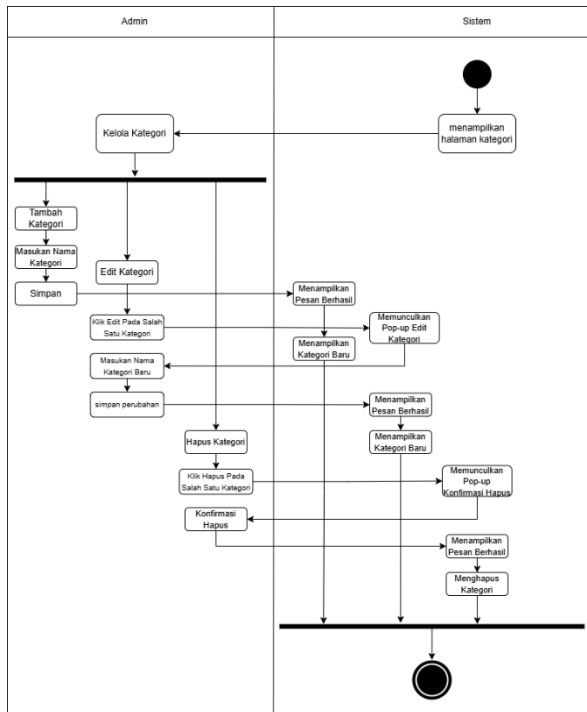 Admin
Sistem
Kelola Kategori
menampilkan
halaman kategori
Tambah
Kategori
Masukan Nama
Kategori
Edit Kategori
Simpan
Menampilkan
Pesan Berhasil
Klik Edit Pada Salah
Satu Kategori
Memunculkan
Pop-up Edit
Kategori
Menampilkan
Kategori Baru
Masukan Nama
Kategori Baru
simpan perubahan
Menampilkan
Pesan Berhasil
Hapus Kategori
Menampilkan
Kategori Baru
Klik Hapus Pada
Salah Satu Kategori
Memunculkan
Pop-up
Konfirmasi Hapus
Konfirmasi
Hapus
Menampilkan
Pesan Berhasil
Menghapus
Kategori